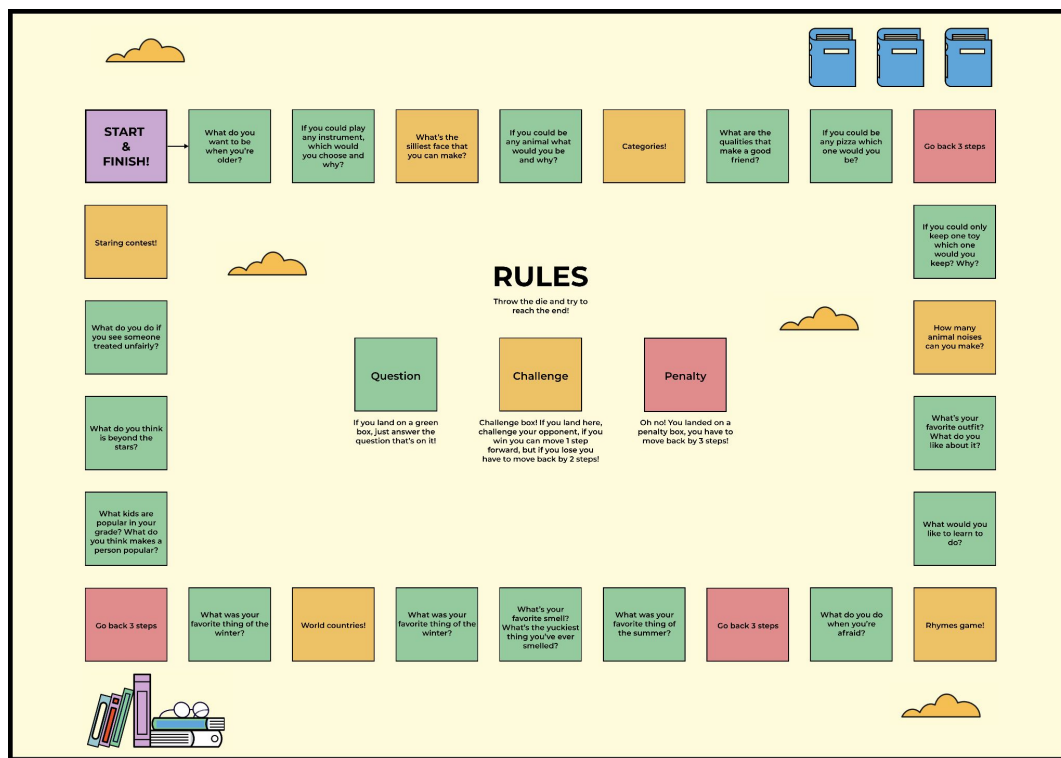 START
&
FINISH!
What do you
want to be
when you're
older?
If you could play
any instrument,
which would
you choose and
why?
What's the
silliest face that
you can make?
If you could be
any animal what
would you be
and why?
Categories!
What are the
qualities that
make a good
friend?
If you could be
any pizza which
one would you
be?
Go back 3 steps
Staring contest!
If you could only
keep one toy
which one
would you
keep? Why?
RULES
Throw the die and try to
reach the end!
What do you do if
you see someone
treated unfairly?
How many
animal noises
can you make?
Question
Challenge
Penalty
If you land on a green
box, just answer the
question that's on it!
Challenge box! If you land here,
challenge your opponent, if you
win you can move 1 step
forward, but if you lose you
have to move back by 2 steps!
Oh no! You landed on a
penalty box, you have to
move back by 3 steps!
What do you think
is beyond the
stars?
What's your
favorite outfit?
What do you
like about it?
What kids are
popular in your
grade? What do
you think makes a
person popular?
What would you
like to learn to
do?
Go back 3 steps
What was your
favorite thing of the
winter?
World countries!
What was your
favorite thing of the
winter?
What's your
favorite smell?
What's the yuckiest
thing you've ever
smelled?
What was your
favorite thing of
the summer?
Go back 3 steps
What do you do
when you're
afraid?
Rhymes game!